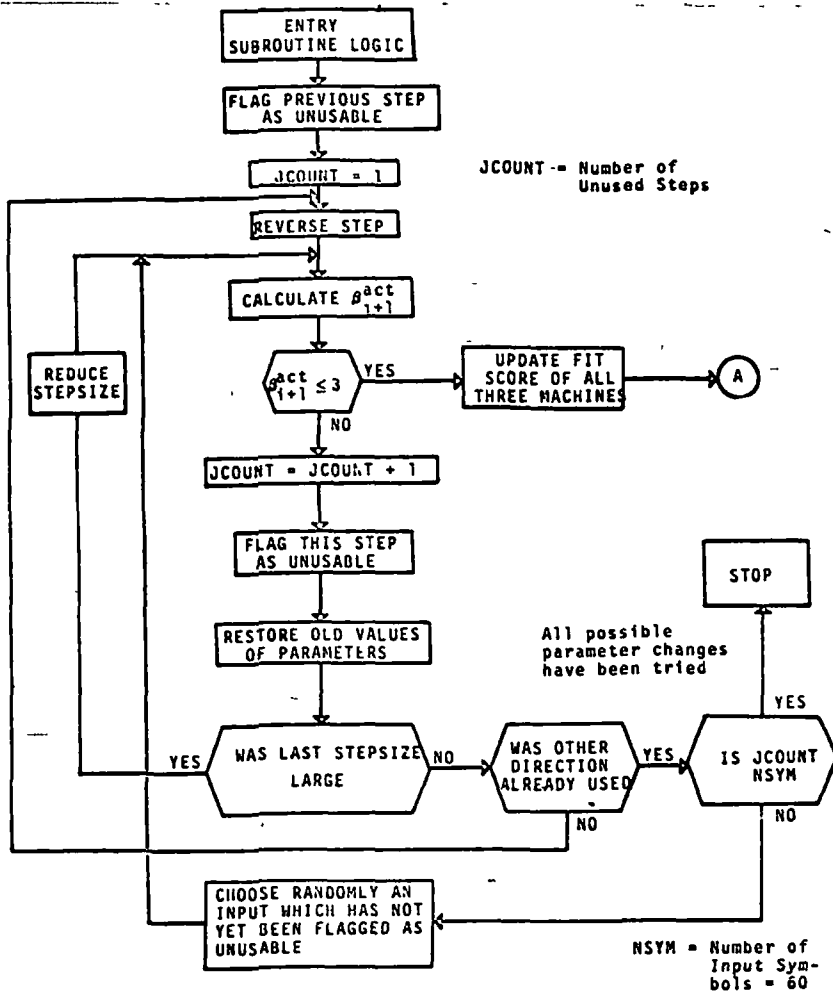 ENTRY
SUBROUTINE LOGIC
FLAG PREVIOUS STEP
AS UNUSABLE
JCOUNT = 1
JCOUNT = Number of
Unused Steps
REVERSE STEP
CALCULATE β act i+1
REDUCE
STEPSIZE
β act i+1 ≤ 3
YES
UPDATE FIT
SCORE OF ALL
THREE MACHINES
A
NO
JCOUNT = JCOUNT + 1
FLAG THIS STEP
AS UNUSABLE
STOP
RESTORE OLD VALUES
OF PARAMETERS
All possible
parameter changes
have been tried
YES
YES
WAS LAST STEPSIZE
LARGE
NO
WAS OTHER
DIRECTION
ALREADY USED
YES
IS JCOUNT
NSYM
NO
NO
CHOOSE RANDOMLY AN
INPUT WHICH HAS NOT
YET BEEN FLAGGED AS
UNUSABLE
NSYM = Number of
Input Sym-
bols = 60